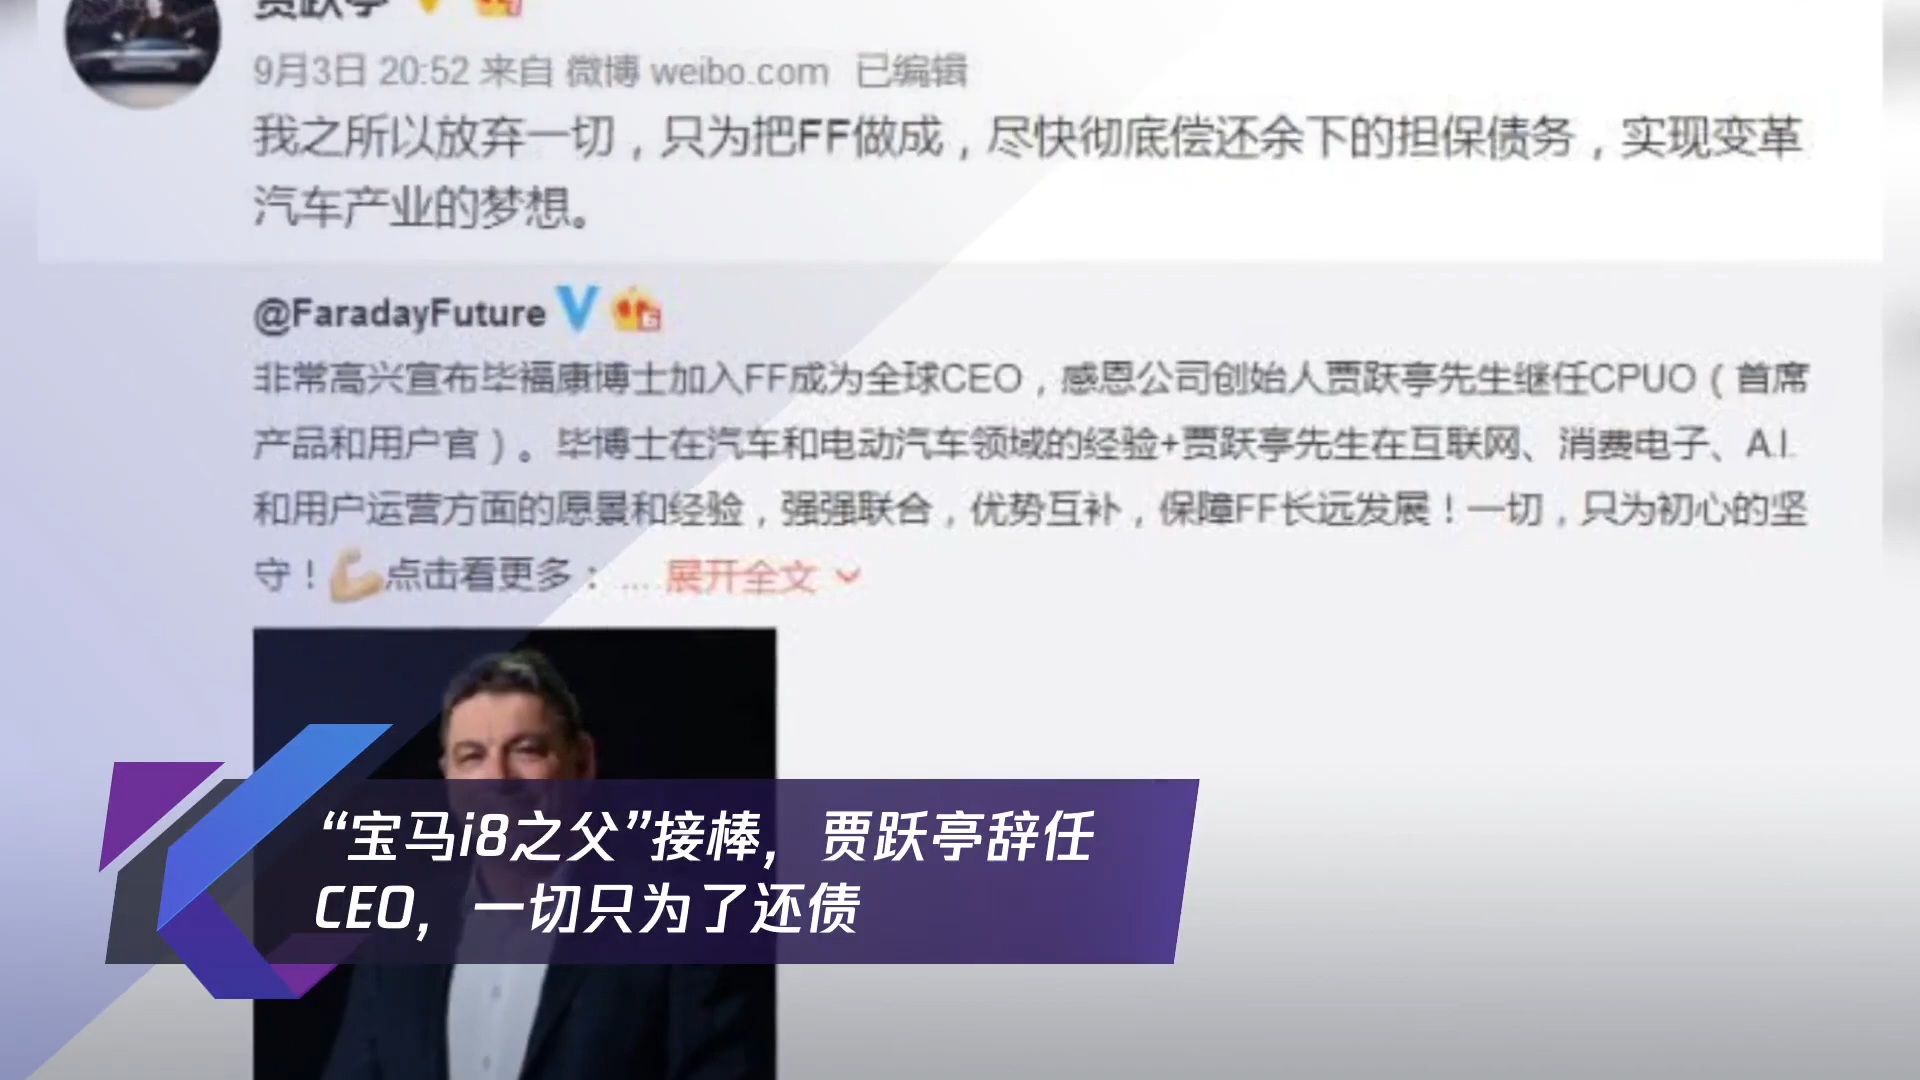 贾跃亭
9月3日 20:52 来自 微博 weibo.com 已编辑
我之所以放弃一切，只为把FF做成，尽快彻底偿还余下的担保债务，实现变革
汽车产业的梦想。
@FaradayFuture
非常高兴宣布毕福康博士加入FF成为全球CEO，感恩公司创始人贾跃亭先生继任CPUO（首席
产品和用户官）。毕博士在汽车和电动汽车领域的经验+贾跃亭先生在互联网、消费电子、A.I.
和用户运营方面的愿景和经验，强强联合，优势互补，保障FF长远发展！一切，只为初心的坚
守！点击看更多：... 展开全文
“宝马i8之父”接棒，贾跃亭辞任
CEO，一切只为了还债